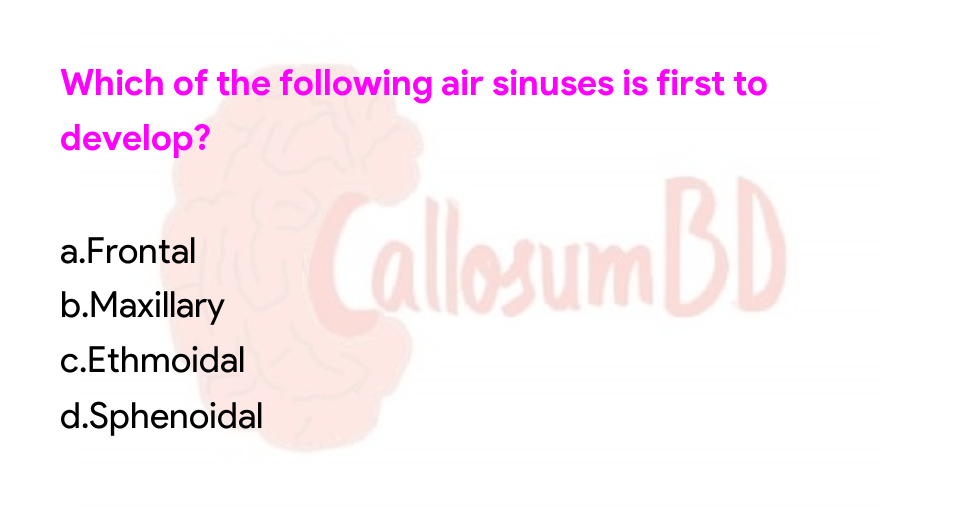 Which of the following air sinuses is first to
develop?
CallosumBD
a.Frontal
b.Maxillary
c.Ethmoidal
d.Sphenoidal